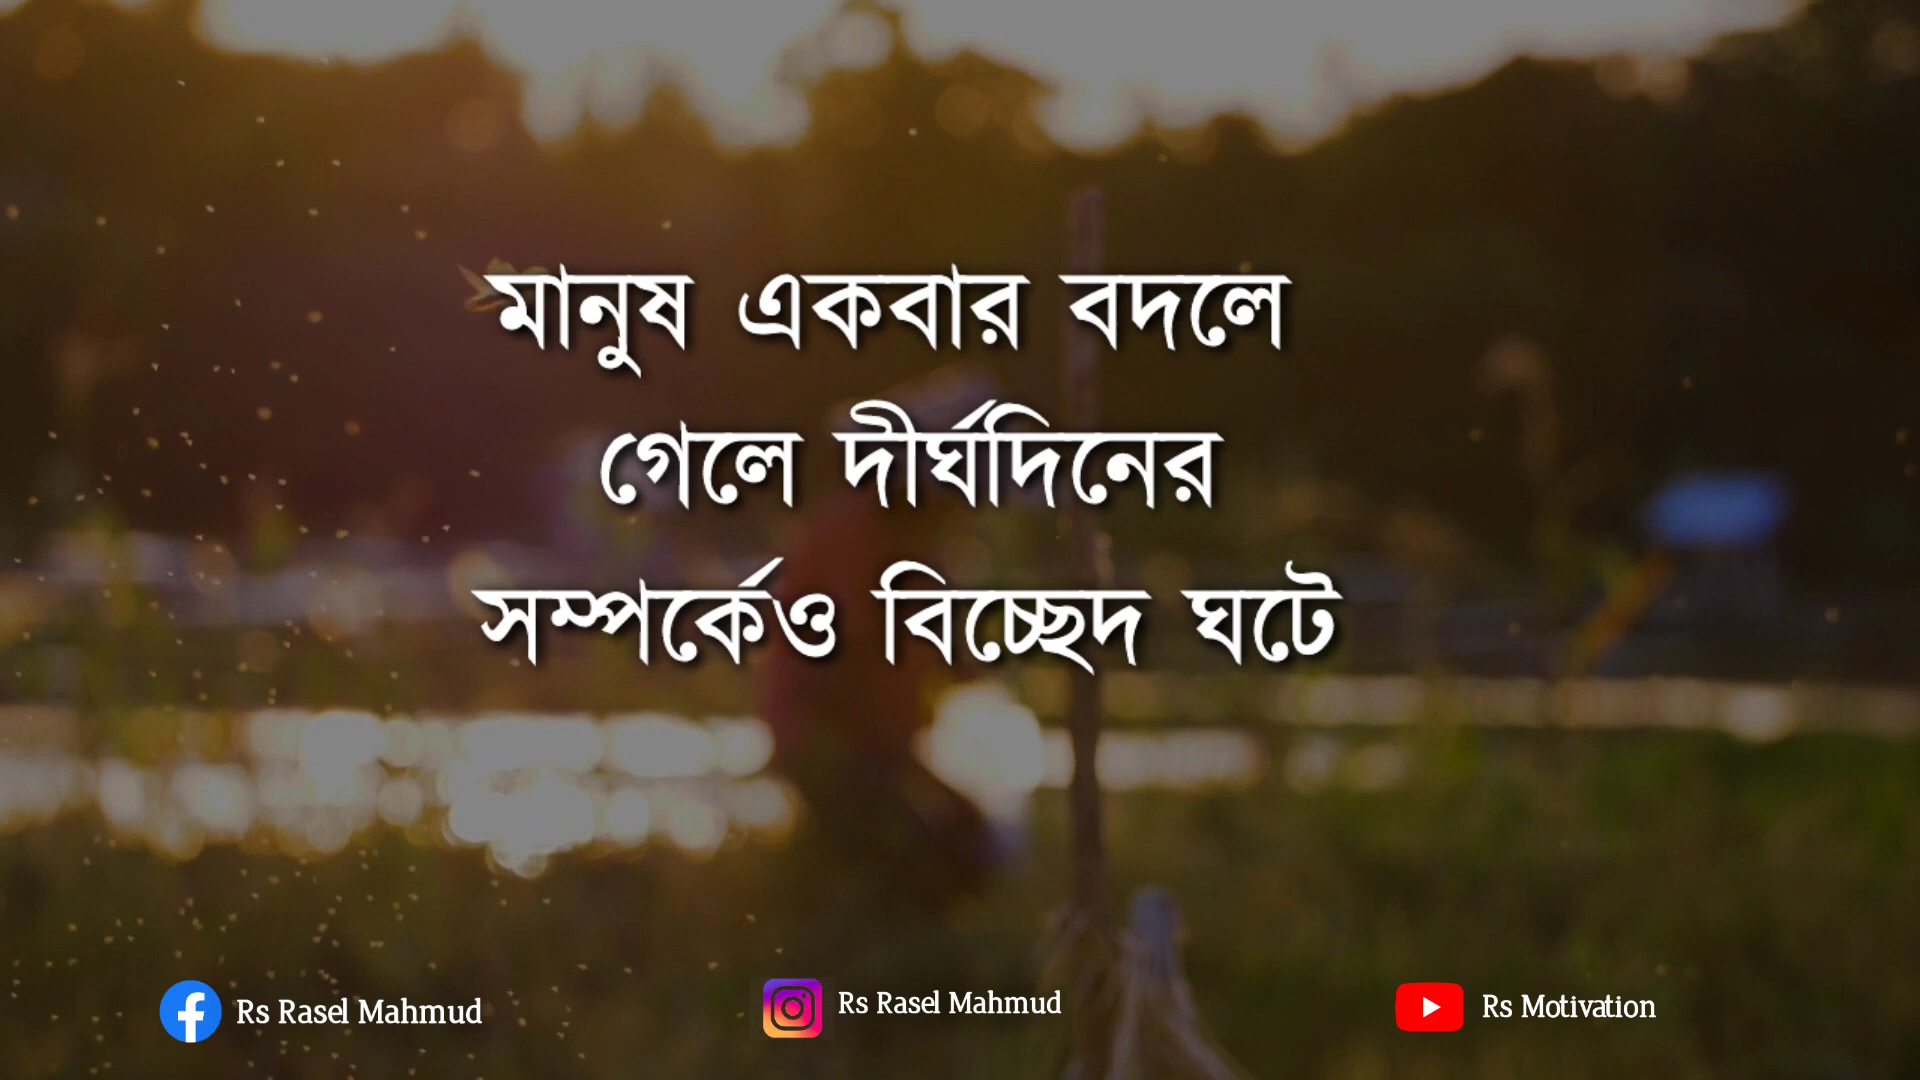 মানুষ একবার বদলে
গেলে দীর্ঘদিনের
সম্পর্কেও বিচ্ছেদ ঘটে
Rs Rasel Mahmud
Rs Rasel Mahmud
Rs Motivation